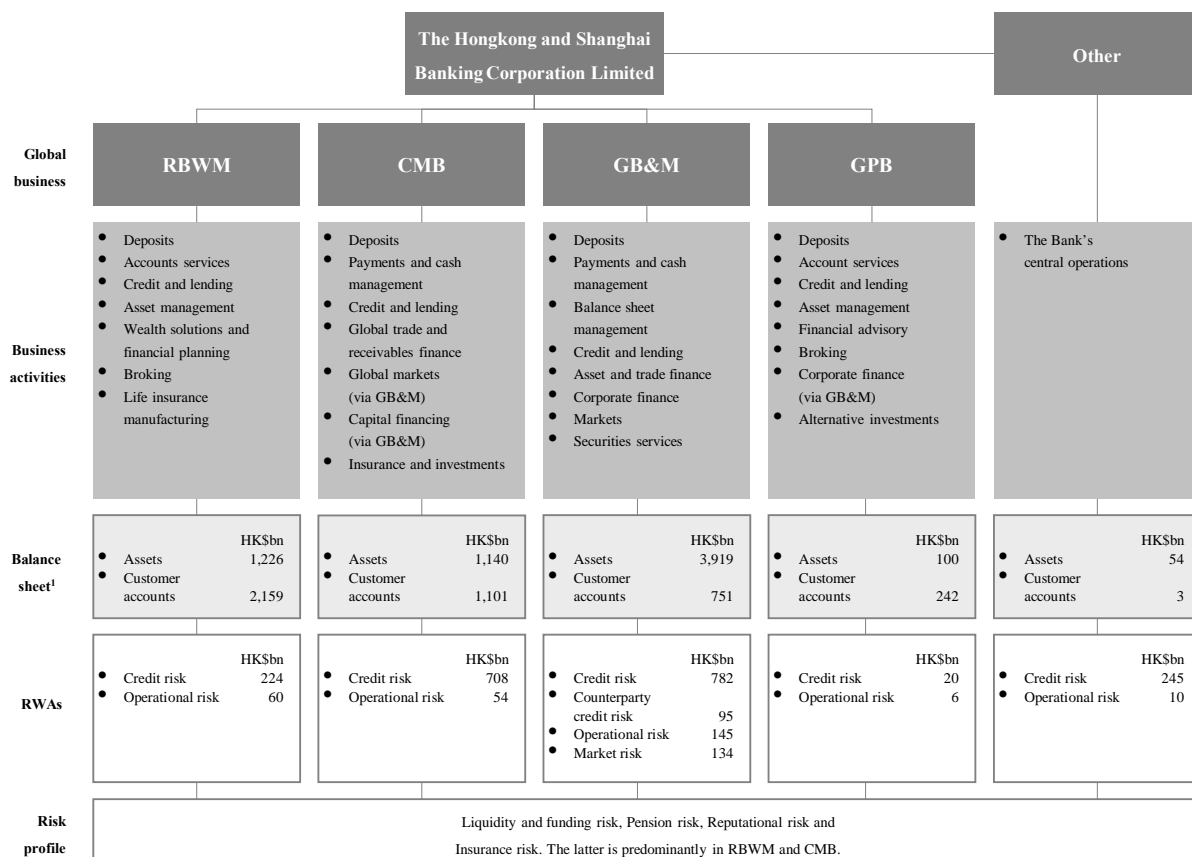 The Hongkong and Shanghai
Banking Corporation Limited
Other
Global
business
RBWM
CMB
GB&M
GPB
Business
activities
• Deposits
• Accounts services
• Credit and lending
• Asset management
• Wealth solutions and
financial planning
• Broking
• Life insurance
manufacturing
• Deposits
• Payments and cash
management
• Credit and lending
• Global trade and
receivables finance
• Global markets
(via GB&M)
• Capital financing
(via GB&M)
• Insurance and investments
• Deposits
• Payments and cash
management
• Balance sheet
management
• Credit and lending
• Asset and trade finance
• Corporate finance
• Markets
• Securities services
• Deposits
• Account services
• Credit and lending
• Asset management
• Financial advisory
• Broking
• Corporate finance
(via GB&M)
• Alternative investments
• The Bank's
central operations
Balance
sheet¹
HK$bn
• Assets 1,226
• Customer
accounts 2,159
HK$bn
• Assets 1,140
• Customer
accounts 1,101
HK$bn
• Assets 3,919
• Customer
accounts 751
HK$bn
• Assets 100
• Customer
accounts 242
HK$bn
• Assets 54
• Customer
accounts 3
RWAs
HK$bn
• Credit risk 224
• Operational risk 60
HK$bn
• Credit risk 708
• Operational risk 54
HK$bn
• Credit risk 782
• Counterparty
credit risk 95
• Operational risk 145
• Market risk 134
HK$bn
• Credit risk 20
• Operational risk 6
HK$bn
• Credit risk 245
• Operational risk 10
Risk
profile
Liquidity and funding risk, Pension risk, Reputational risk and
Insurance risk. The latter is predominantly in RBWM and CMB.